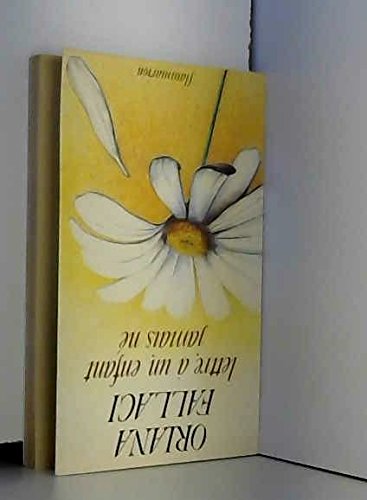 ORIANA
FALLACI
lettre à un enfant
jamais né
flammarion